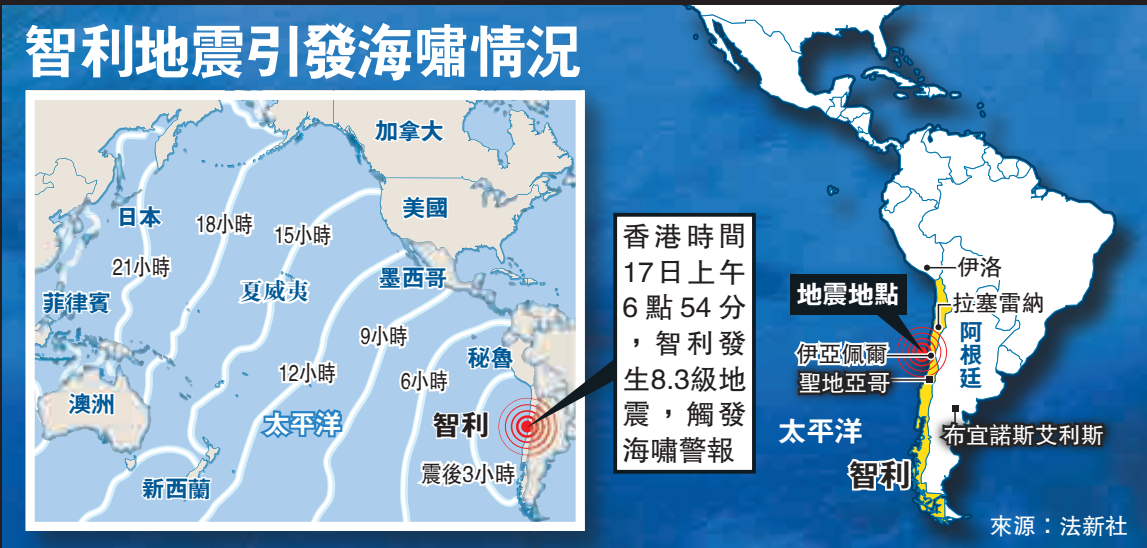 智利地震引發海嘯情況
加拿大
美國
日本
18小時
15小時
21小時
夏威夷
墨西哥
菲律賓
9小時
秘魯
12小時
6小時
澳洲
太平洋
智利
震後3小時
新西蘭
香港時間
17日上午
6點54分
，智利發
生8.3級地
震，觸發
海嘯警報
伊洛
地震地點
拉塞雷納
阿根廷
伊亞佩爾
聖地亞哥
太平洋
布宜諾斯艾利斯
智利
來源：法新社